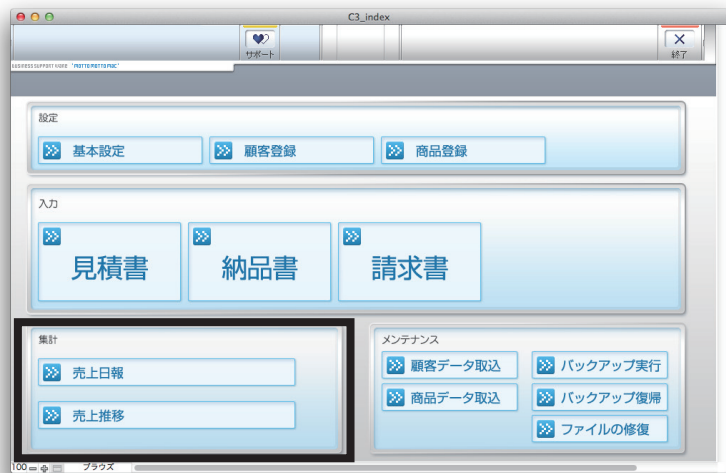 C3_index
サポート
終了
BUSINESS SUPPORT WARE "MOTTO MOTTO MAC"
設定
基本設定 顧客登録 商品登録
入力
見積書 納品書 請求書
集計
売上日報
売上推移
メンテナンス
顧客データ取込 バックアップ実行
商品データ取込 バックアップ復帰
ファイルの修復
100 ブラウズ